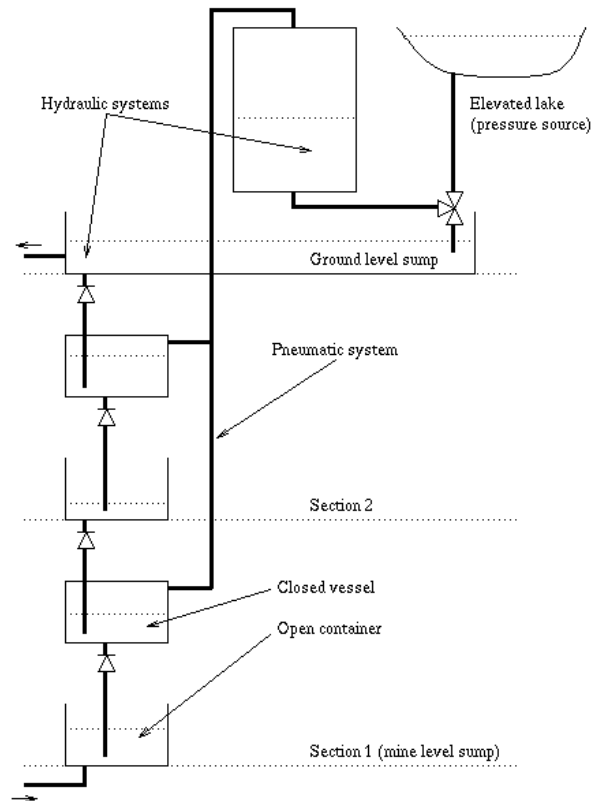 Hydraulic systems
Elevated lake
(pressure source)
Ground level sump
Pneumatic system
Section 2
Closed vessel
Open container
Section 1 (mine level sump)